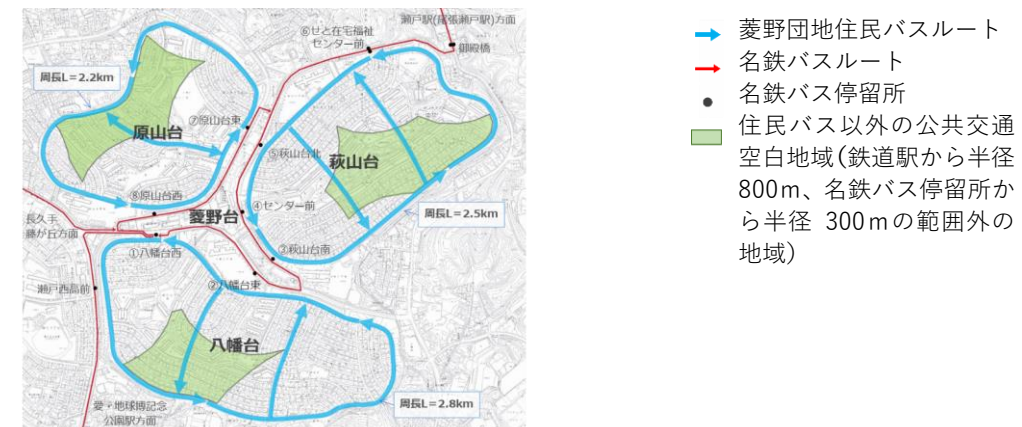 瀬戸駅(尾張瀬戸駅)方面
⑥せと在宅福祉
センター前
御殿橋
周長L=2.2km
⑦原山台東
原山台
⑤萩山台北
萩山台
⑧原山台西
④センター前
周長L=2.5km
菱野台
長久手
藤が丘方面
①八幡台西
③萩山台南
瀬戸西高前
②八幡台東
八幡台
周長L=2.8km
愛・地球博記念
公園駅方面
菱野団地住民バスルート
名鉄バスルート
名鉄バス停留所
住民バス以外の公共交通
空白地域(鉄道駅から半径
800m、名鉄バス停留所か
ら半径 300mの範囲外の
地域)